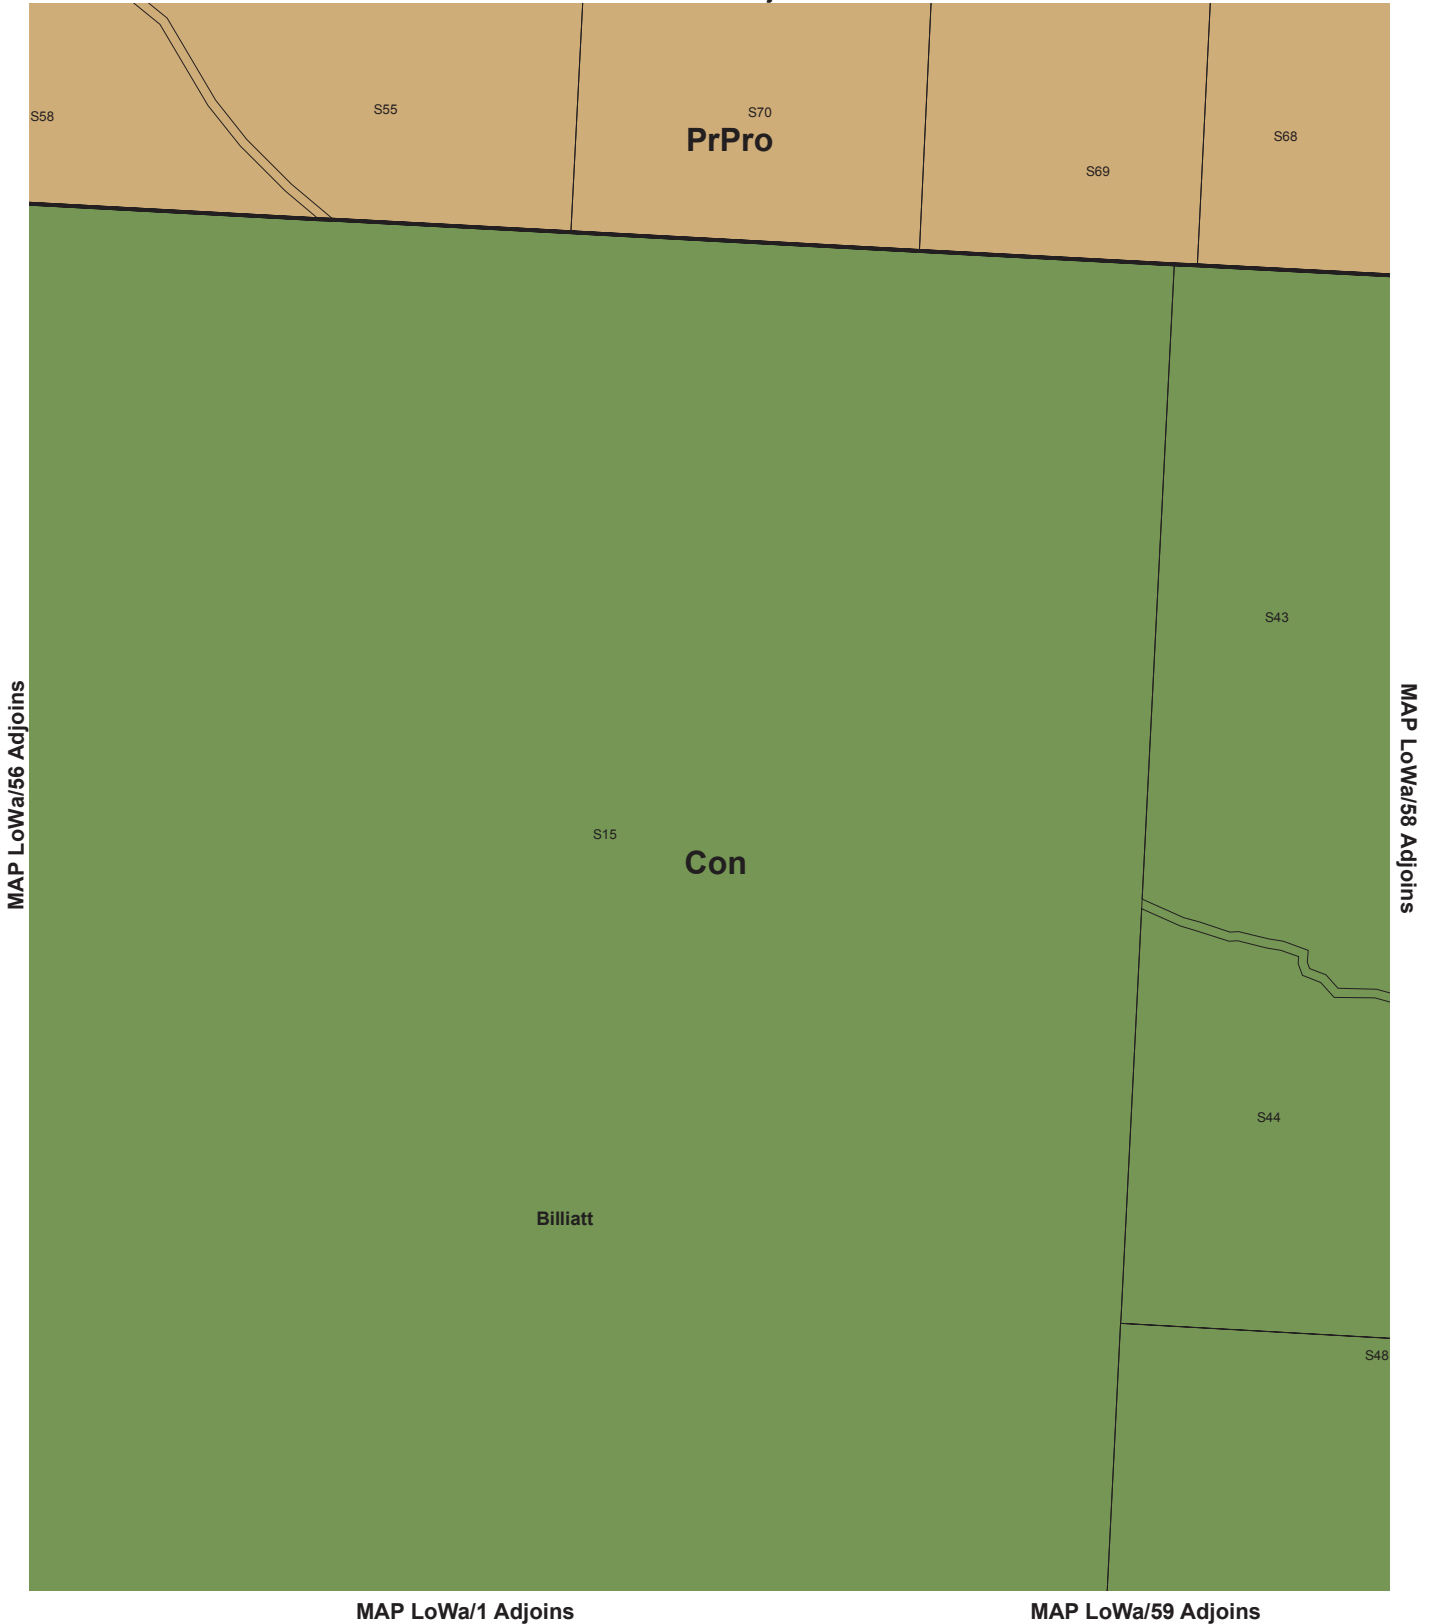 S58
S55
S70
PrPro
S69
S68
S43
MAP LoWa/56 Adjoins
MAP LoWa/58 Adjoins
S15
Con
S44
Billiatt
S48
MAP LoWa/1 Adjoins
MAP LoWa/59 Adjoins